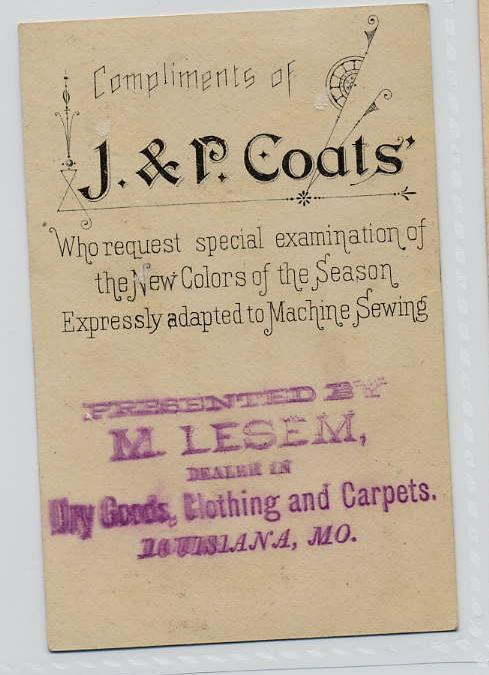 Compliments of
J. & P. Coats'
Who request special examination of
the New Colors of the Season
Expressly adapted to Machine Sewing
PRESENTED BY
M. LESEM,
DEALER IN
Dry Goods, Clothing and Carpets.
LOUISIANA, MO.